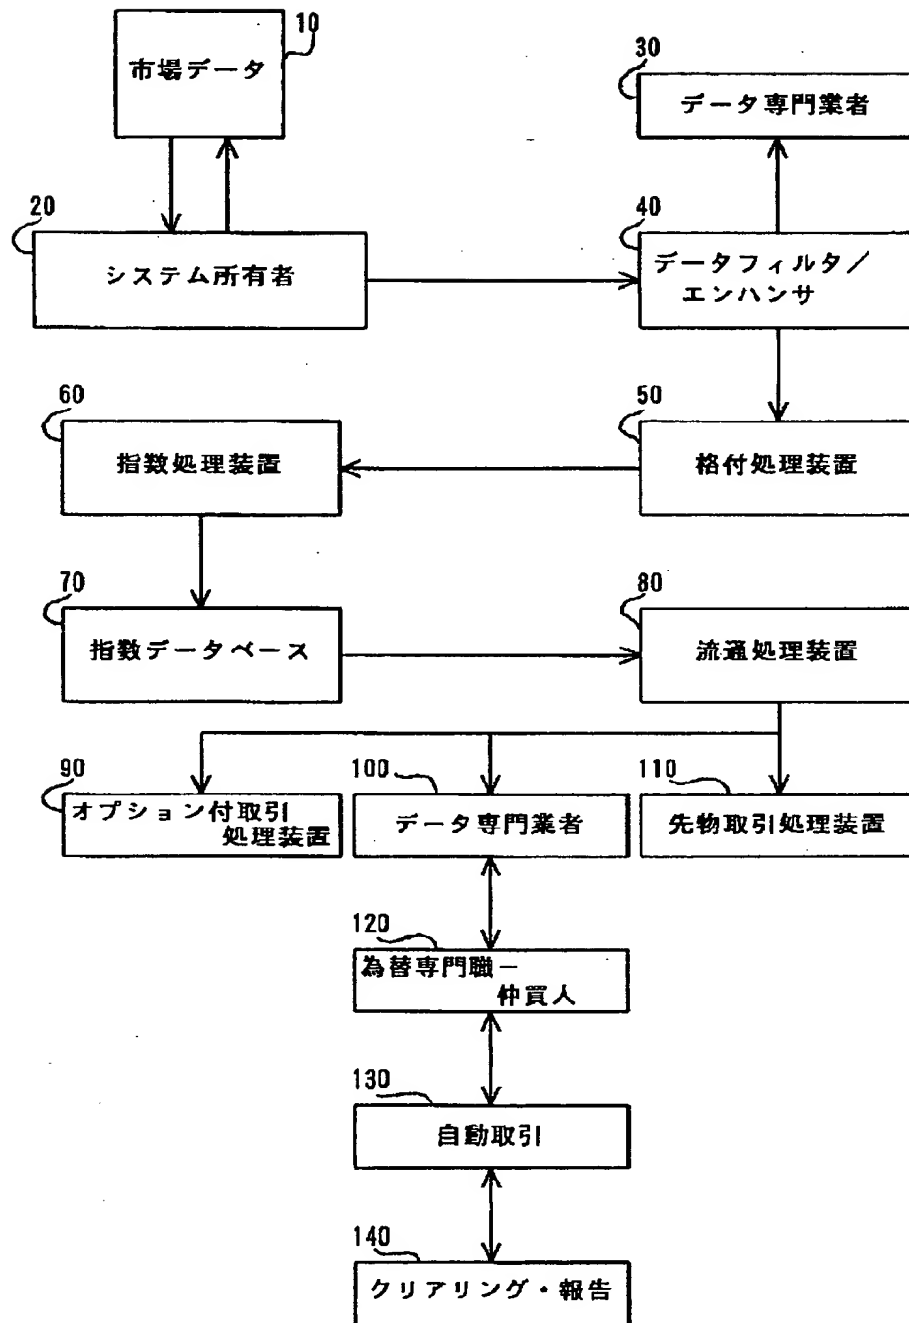 10
市場データ
30
データ専門業者
20
システム所有者
40
データフィルタ/
エンハンサ
60
指数処理装置
50
格付処理装置
70
指数データベース
80
流通処理装置
90
オプション付取引
処理装置
100
データ専門業者
110
先物取引処理装置
120
為替専門職－
仲買人
130
自動取引
140
クリアリング・報告